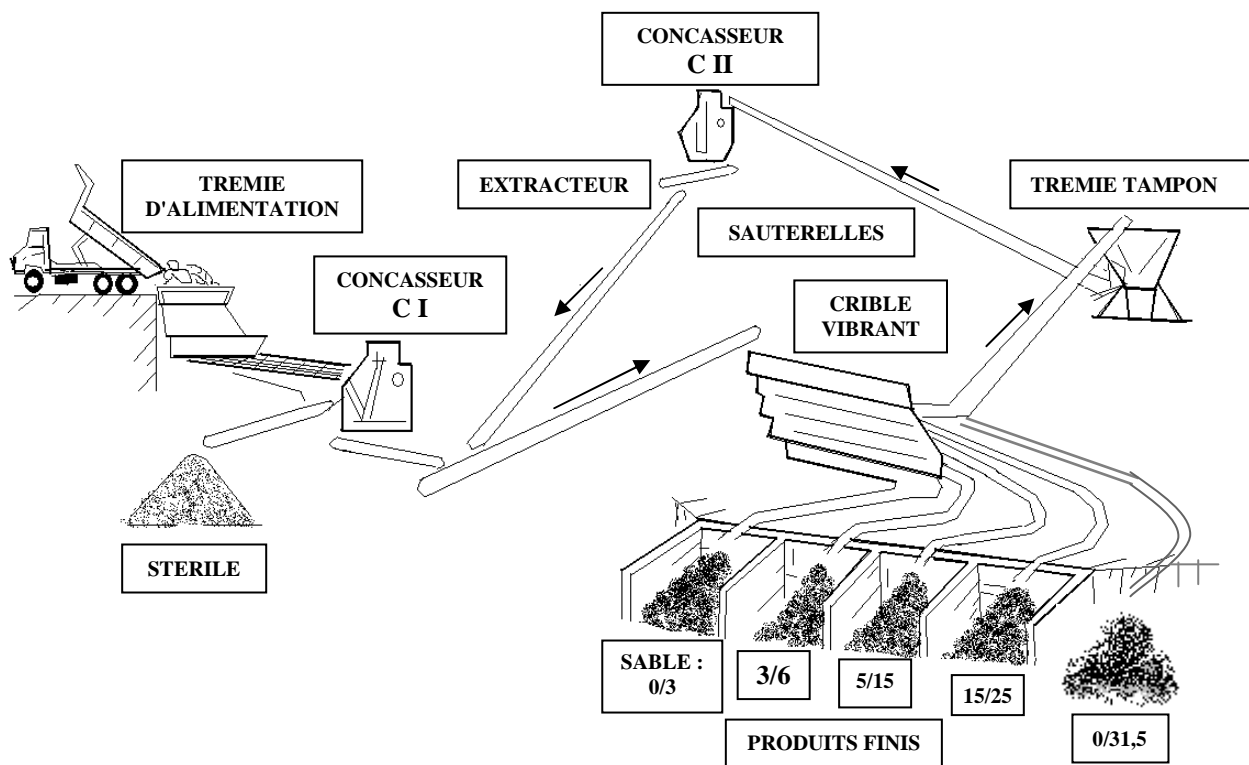 CONCASSEUR
C II
TREMIE
D'ALIMENTATION
EXTRACTEUR
TREMIE TAMPON
SAUTERELLES
CONCASSEUR
C I
CRIBLE
VIBRANT
STERILE
SABLE :
0/3
3/6
5/15
15/25
0/31,5
PRODUITS FINIS